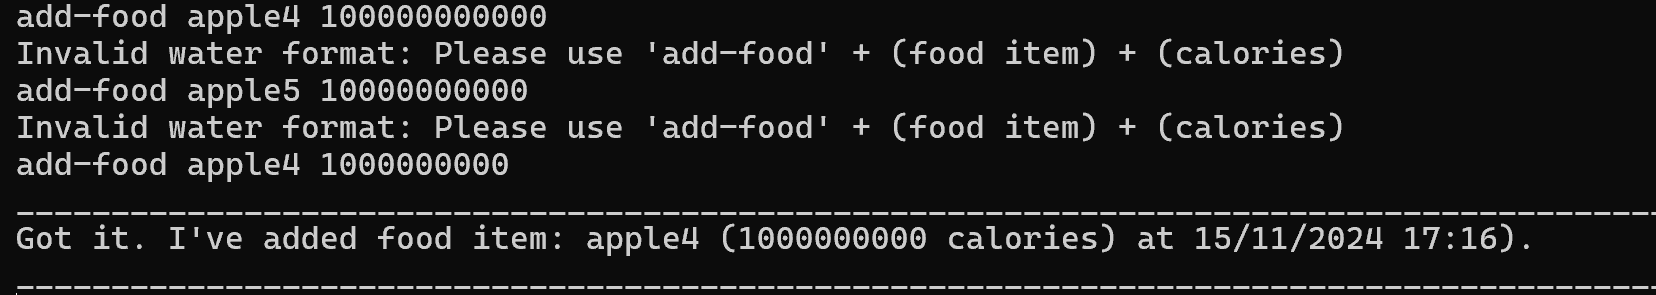 add-food apple4 100000000000
Invalid water format: Please use 'add-food' + (food item) + (calories)
add-food apple5 10000000000
Invalid water format: Please use 'add-food' + (food item) + (calories)
add-food apple4 1000000000
Got it. I've added food item: apple4 (1000000000 calories) at 15/11/2024 17:16).